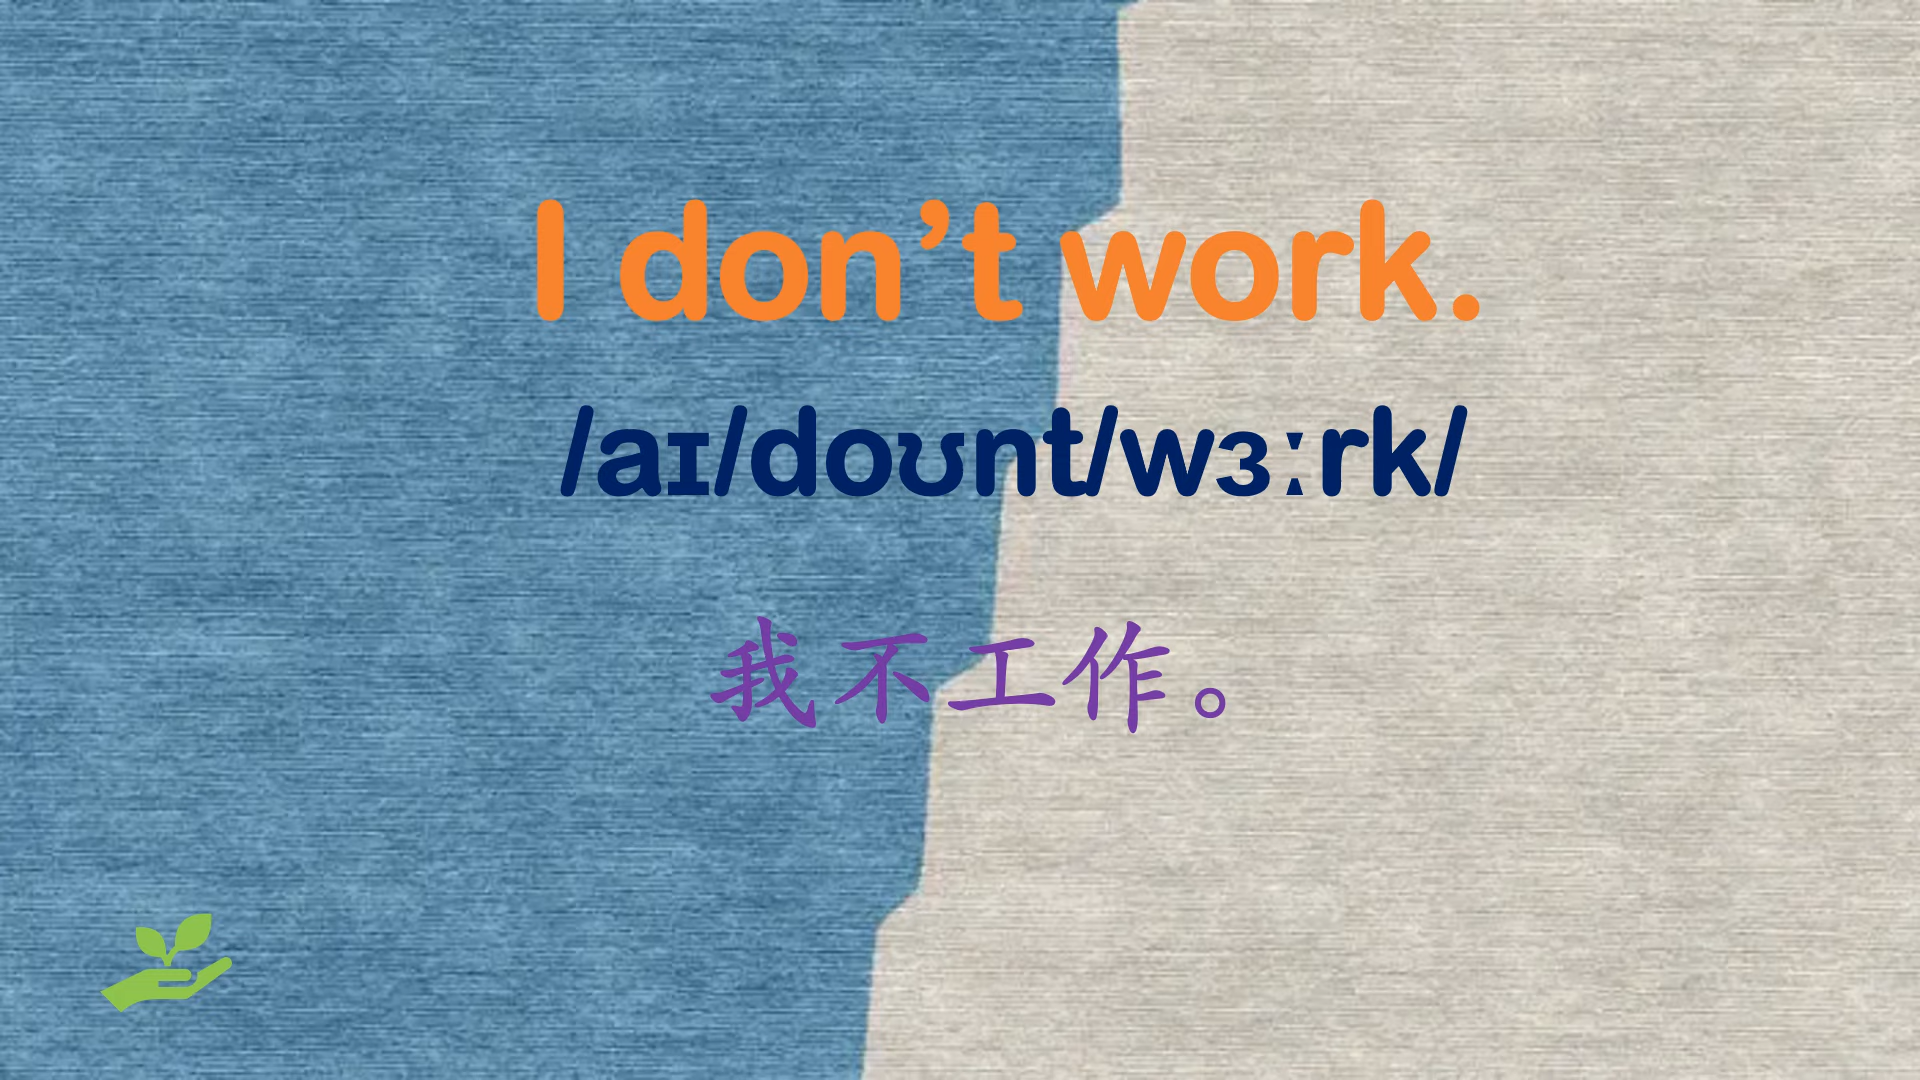 I don’t work.
/aɪ/doʊnt/wɜːrk/
我不工作。